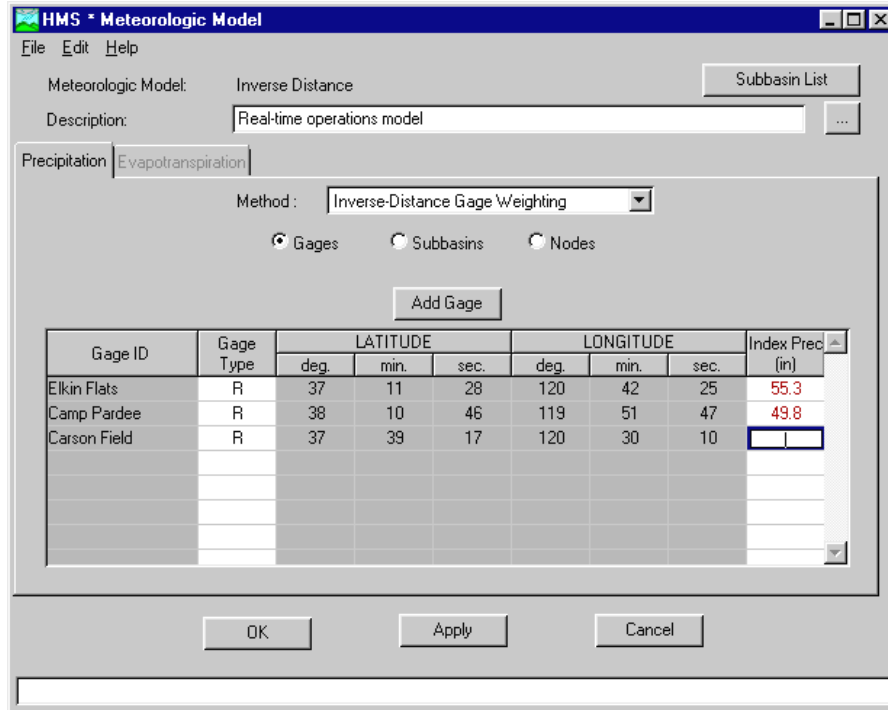 HMS * Meteorologic Model
File Edit Help
Meteorologic Model: Inverse Distance Subbasin List
Description: Real-time operations model ...
Precipitation Evapotranspiration
Method : Inverse-Distance Gage Weighting
Gages Subbasins Nodes
Add Gage
Gage ID Gage Type LATITUDE LONGITUDE Index Prec (in)
deg. min. sec. deg. min. sec.
Elkin Flats R 37 11 28 120 42 25 55.3
Camp Pardee R 38 10 46 119 51 47 49.8
Carson Field R 37 39 17 120 30 10
OK Apply Cancel